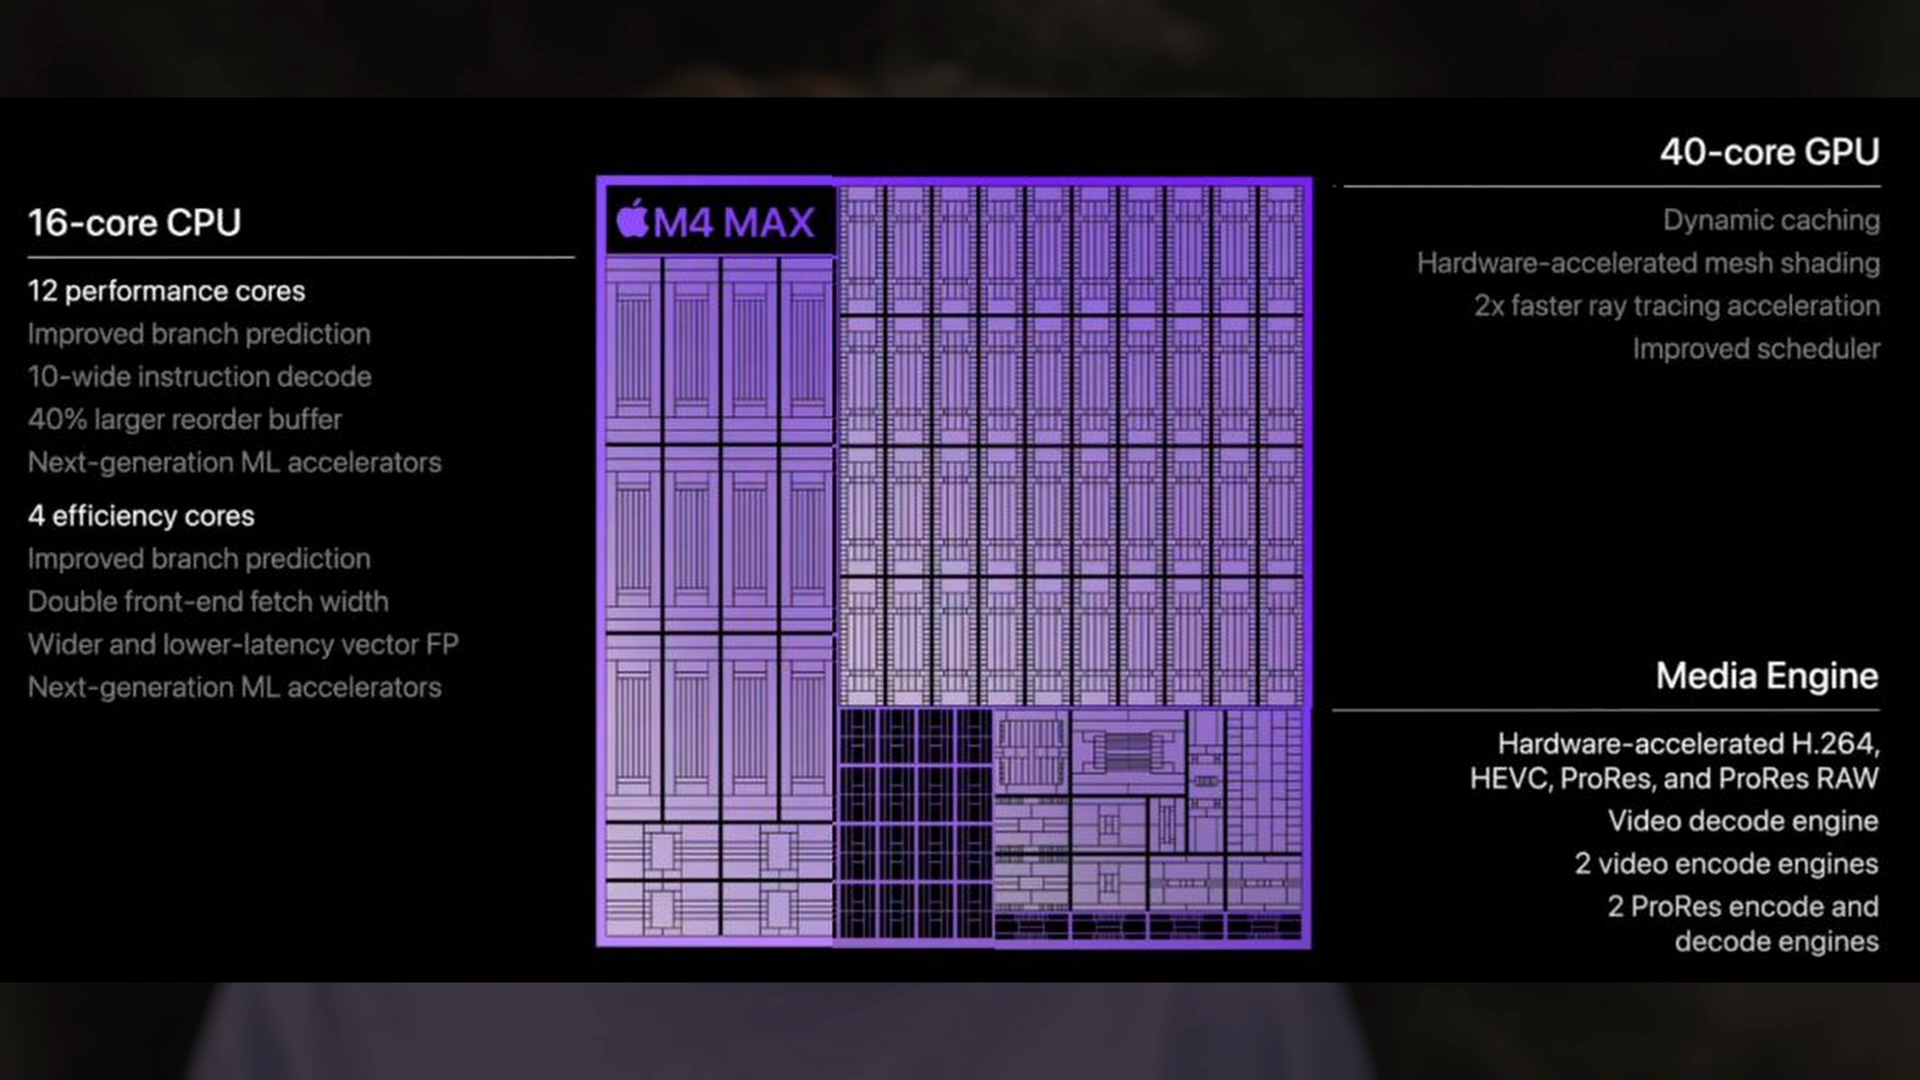 16-core CPU
12 performance cores
Improved branch prediction
10-wide instruction decode
40% larger reorder buffer
Next-generation ML accelerators
4 efficiency cores
Improved branch prediction
Double front-end fetch width
Wider and lower-latency vector FP
Next-generation ML accelerators
M4 MAX
40-core GPU
Dynamic caching
Hardware-accelerated mesh shading
2x faster ray tracing acceleration
Improved scheduler
Media Engine
Hardware-accelerated H.264,
HEVC, ProRes, and ProRes RAW
Video decode engine
2 video encode engines
2 ProRes encode and
decode engines